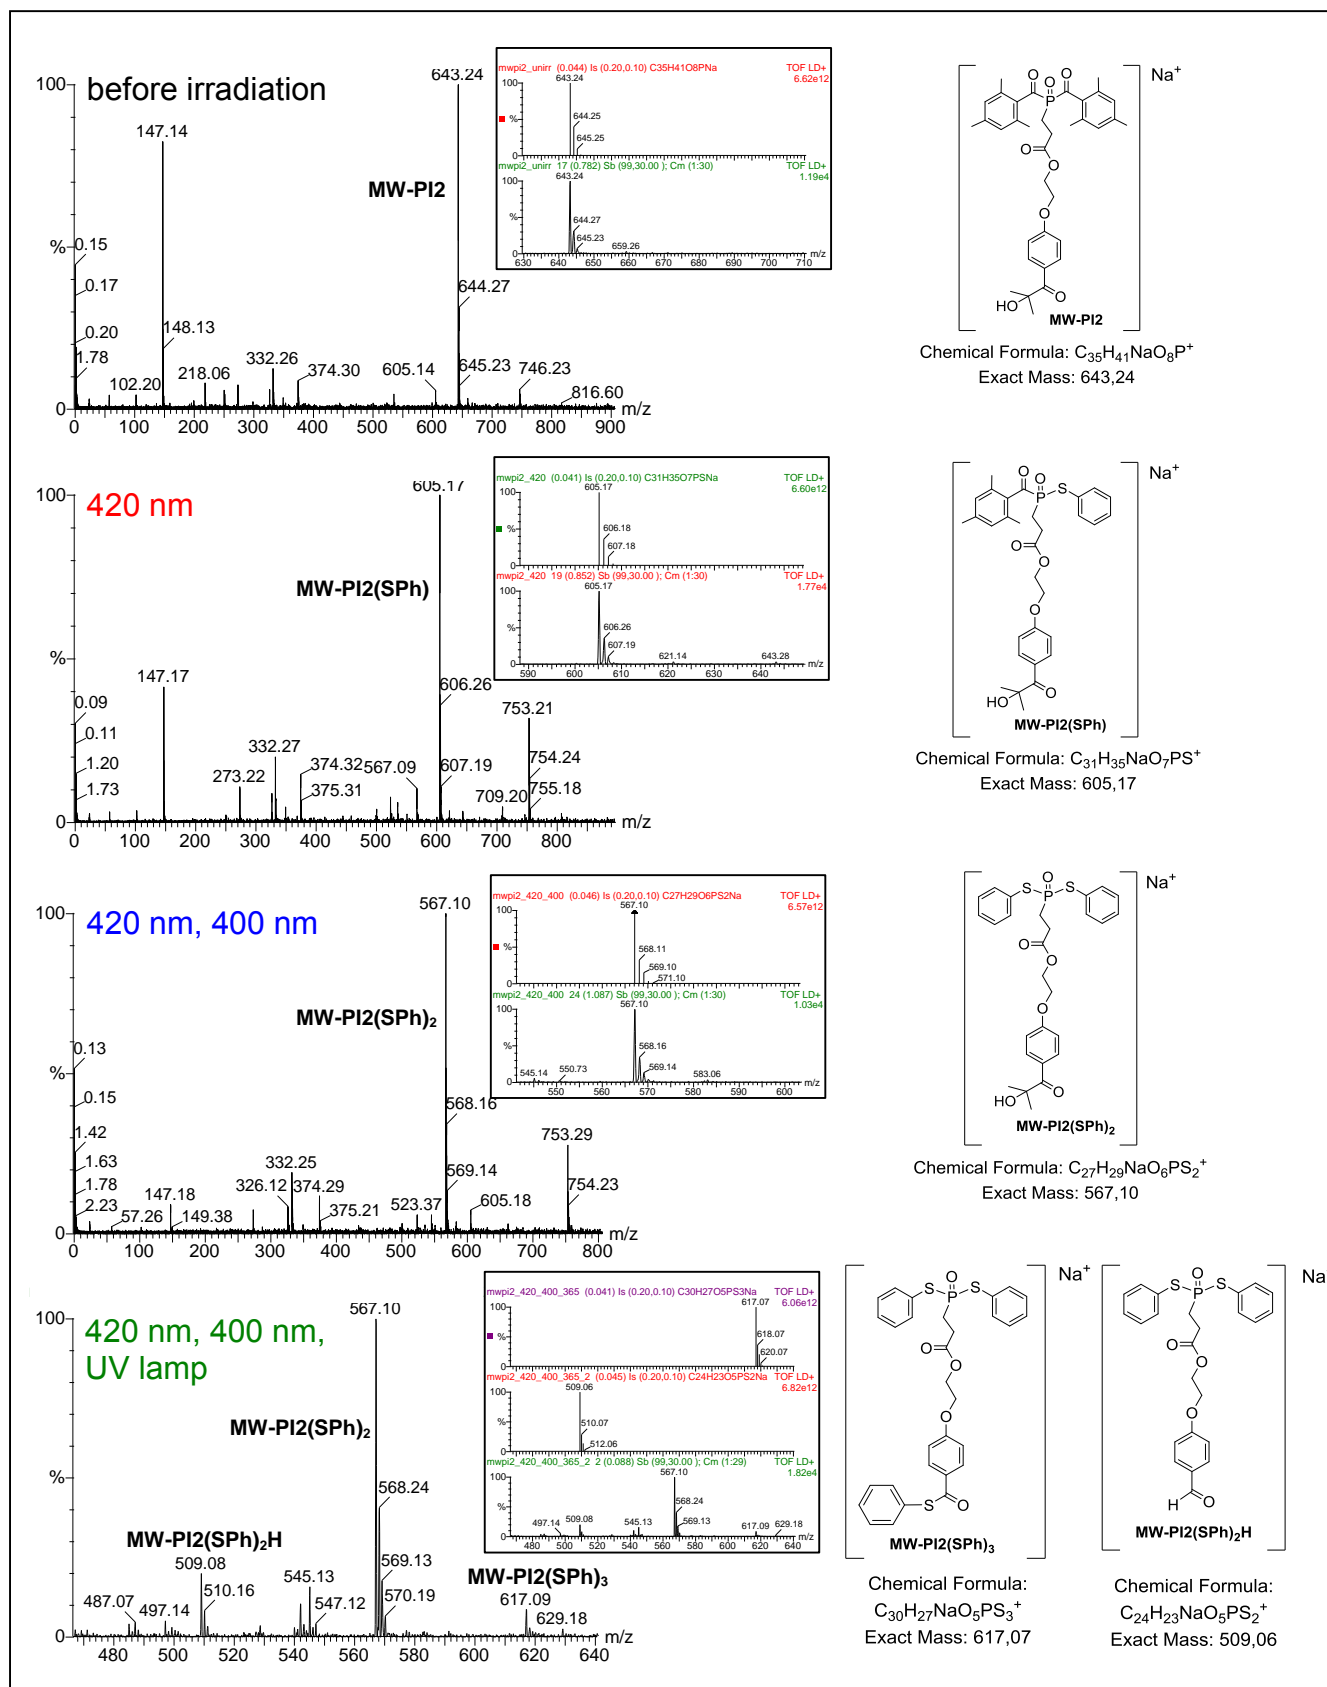 before irradiation
100
%
0
643.24
147.14
MW-PI2
0.15
0.17
0.20
1.78
148.13
102.20
218.06
332.26
374.30
605.14
644.27
645.23
746.23
816.60
m/z
0 100 200 300 400 500 600 700 800 900
mwpi2_unirr (0.044) Is (0.20,0.10) C35H41O8PNa
TOF LD+
6.62e12
100
%
0
643.24
644.25
645.25
mwpi2_unirr 17 (0.782) Sb (99,30.00 ); Cm (1:30)
TOF LD+
1.19e4
100
%
0
643.24
644.27
645.23
659.26
m/z
630 640 650 660 670 680 690 700 710
Na+
O O O
P
O
O
O
HO O
MW-PI2
Chemical Formula: C35H41NaO8P+
Exact Mass: 643,24
420 nm
100
%
0
605.17
MW-PI2(SPh)
147.17
0.09
0.11
1.20
1.73
273.22
332.27
374.32
375.31
567.09
606.26
607.19
709.20
753.21
754.24
755.18
m/z
0 100 200 300 400 500 600 700 800
mwpi2_420 (0.041) Is (0.20,0.10) C31H35O7PSNa
TOF LD+
6.60e12
100
%
0
605.17
606.18
607.18
mwpi2_420 19 (0.852) Sb (99,30.00 ); Cm (1:30)
TOF LD+
1.77e4
100
%
0
605.17
606.26
607.19
621.14
643.28
m/z
590 600 610 620 630 640
Na+
O O
P S
O
O
O
HO O
MW-PI2(SPh)
Chemical Formula: C31H35NaO7PS+
Exact Mass: 605,17
420 nm, 400 nm
100
%
0
567.10
MW-PI2(SPh)2
0.13
0.15
1.42
1.63
1.78
2.23
57.26
147.18
149.38
326.12
332.25
374.29
375.21
523.37
568.16
569.14
605.18
753.29
754.23
m/z
0 100 200 300 400 500 600 700 800
mwpi2_420_400 (0.046) Is (0.20,0.10) C27H29O6PS2Na
TOF LD+
6.57e12
100
%
0
567.10
568.11
569.10
571.10
mwpi2_420_400 24 (1.087) Sb (99,30.00 ); Cm (1:30)
TOF LD+
1.03e4
100
%
0
567.10
568.16
569.14
545.14
550.73
583.06
m/z
550 560 570 580 590 600
Na+
O
S P S
O
O
O
HO O
MW-PI2(SPh)2
Chemical Formula: C27H29NaO6PS2+
Exact Mass: 567,10
420 nm, 400 nm,
UV lamp
100
%
0
567.10
MW-PI2(SPh)2
568.24
569.13
570.19
MW-PI2(SPh)2H
509.08
510.16
487.07
497.14
545.13
547.12
MW-PI2(SPh)3
617.09
629.18
m/z
480 500 520 540 560 580 600 620 640
mwpi2_420_400_365 (0.041) Is (0.20,0.10) C30H27O5PS3Na
TOF LD+
6.06e12
100
%
0
617.07
618.07
620.07
mwpi2_420_400_365_2 (0.045) Is (0.20,0.10) C24H23O5PS2Na
TOF LD+
6.82e12
100
%
0
509.06
510.07
512.06
mwpi2_420_400_365_2 2 (0.088) Sb (99,30.00 ); Cm (1:29)
TOF LD+
1.82e4
100
%
0
567.10
568.24
569.13
497.14
509.08
545.13
617.09
629.18
m/z
480 500 520 540 560 580 600 620 640
Na+
O
S P S
O
O
O
S O
MW-PI2(SPh)3
Chemical Formula:
C30H27NaO5PS3+
Exact Mass: 617,07
Na
O
S P S
O
O
O
H O
MW-PI2(SPh)2H
Chemical Formula:
C24H23NaO5PS2+
Exact Mass: 509,06